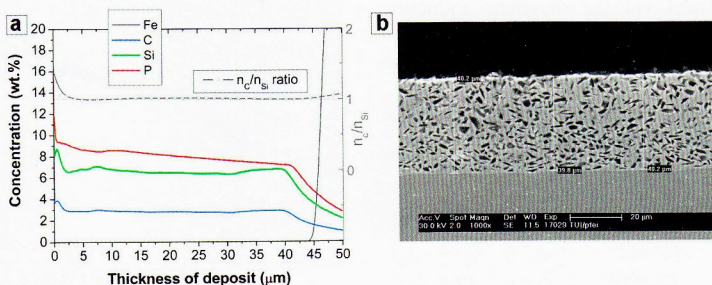 a
Fe
C
Si
P
n_c/n_Si ratio
Concentration (wt.%)
20
18
16
14
12
10
8
6
4
2
0
0 5 10 15 20 25 30 35 40 45 50
Thickness of deposit (μm)
2
1
0
n_c/n_Si
b
40.2 µm
39.8 µm
40.2 µm
Acc.V Spot Magn Det WD Exp 20 µm
30.0 kV 2.0 1000x SE 11.5 17029 TUI/pfei